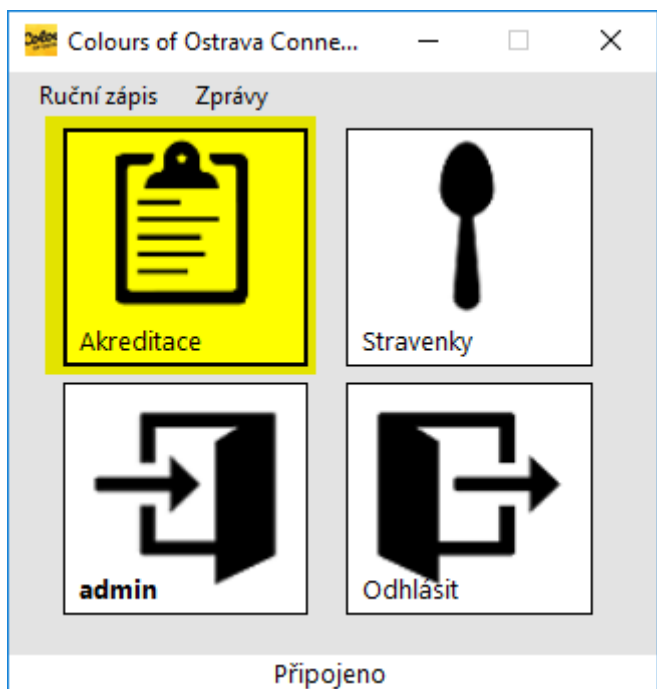 Colours of Ostrava Conne...
Ruční zápis Zprávy
Akreditace
Stravenky
admin
Odhlásit
Připojeno